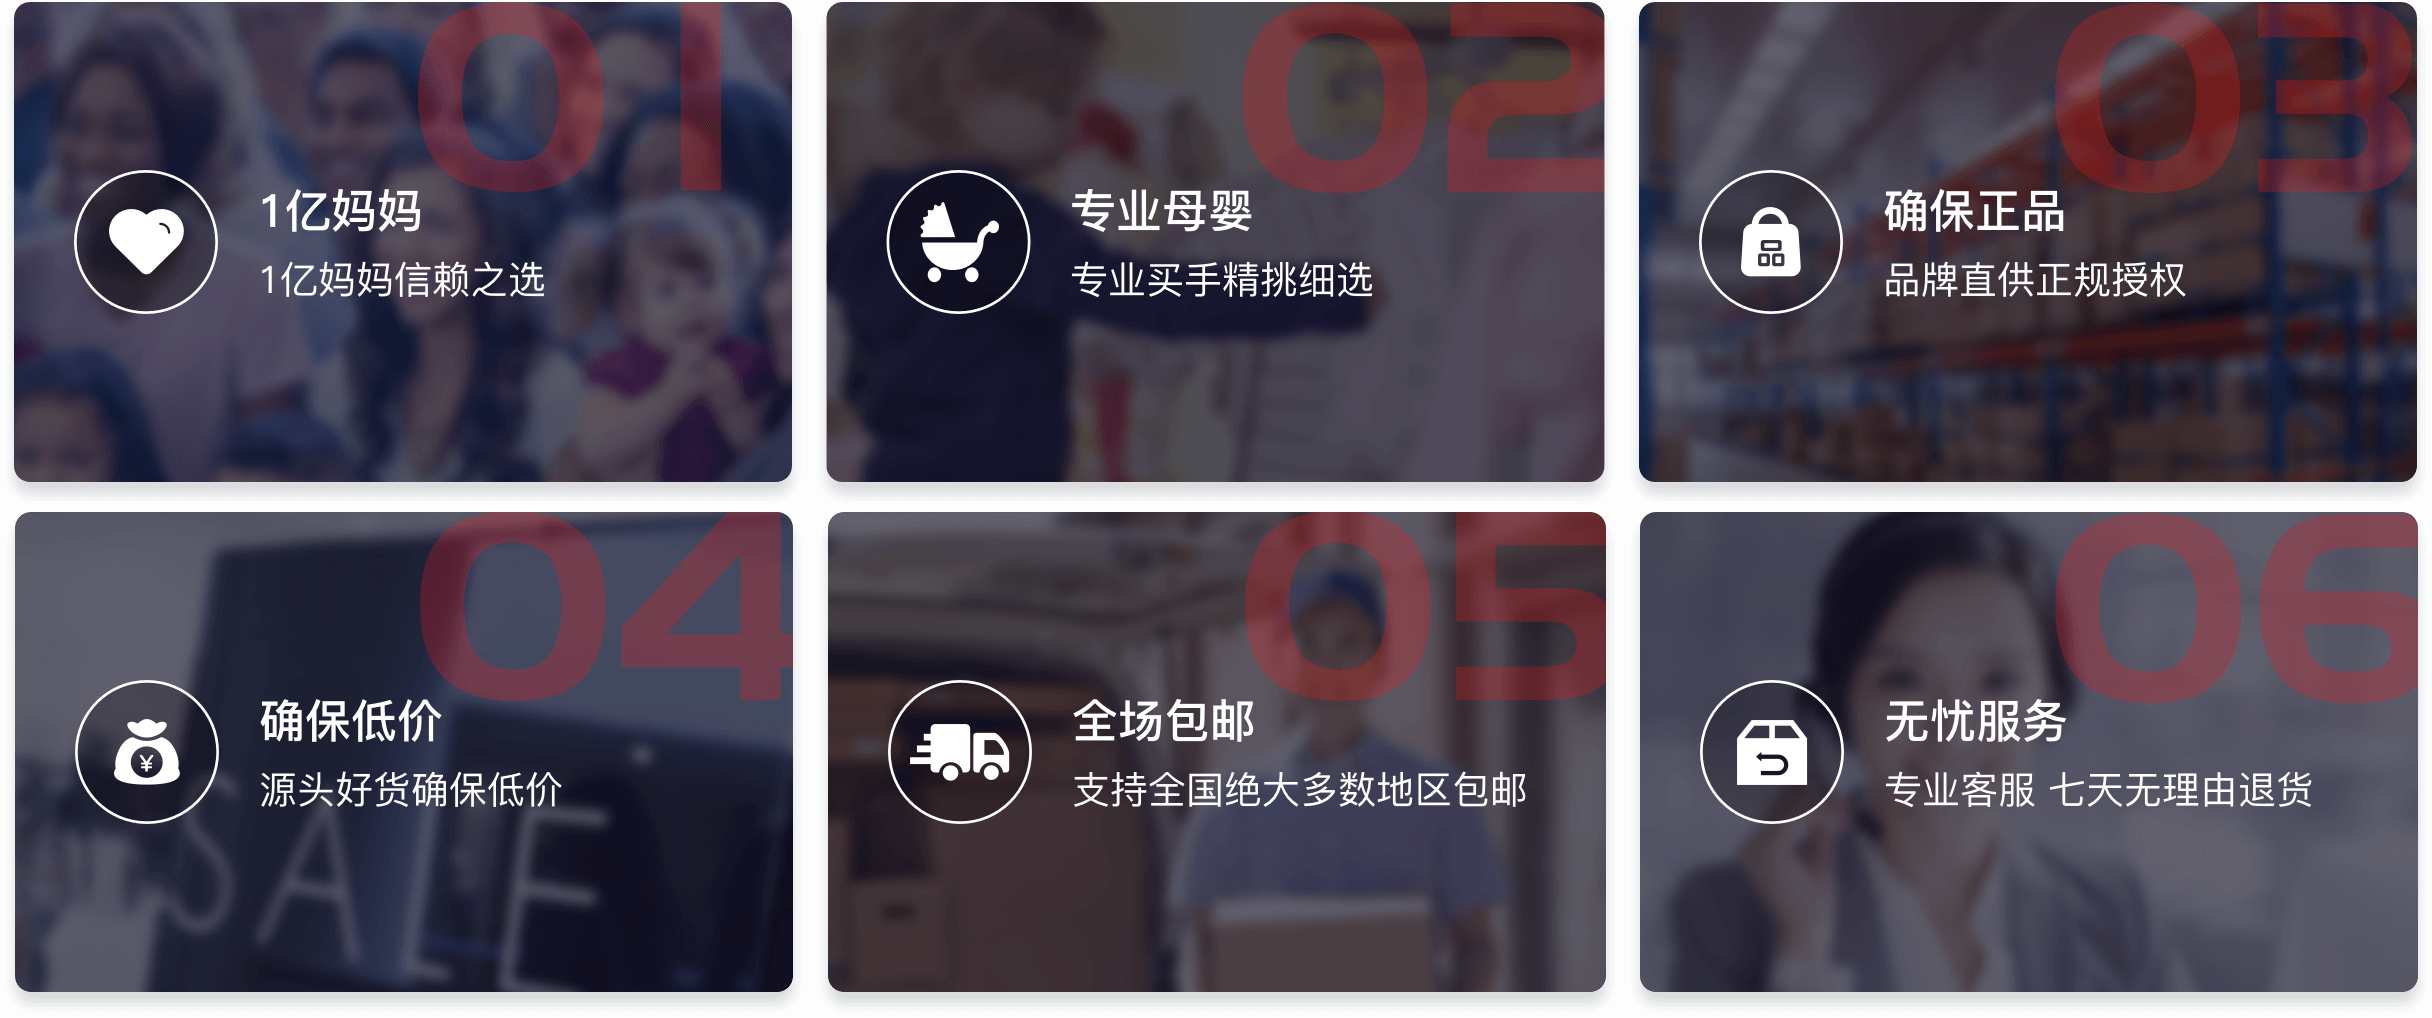 01
1亿妈妈
1亿妈妈信赖之选
02
专业母婴
专业买手精挑细选
03
确保正品
品牌直供正规授权
04
确保低价
源头好货确保低价
¥
SALE
05
全场包邮
支持全国绝大多数地区包邮
06
无忧服务
专业客服 七天无理由退货